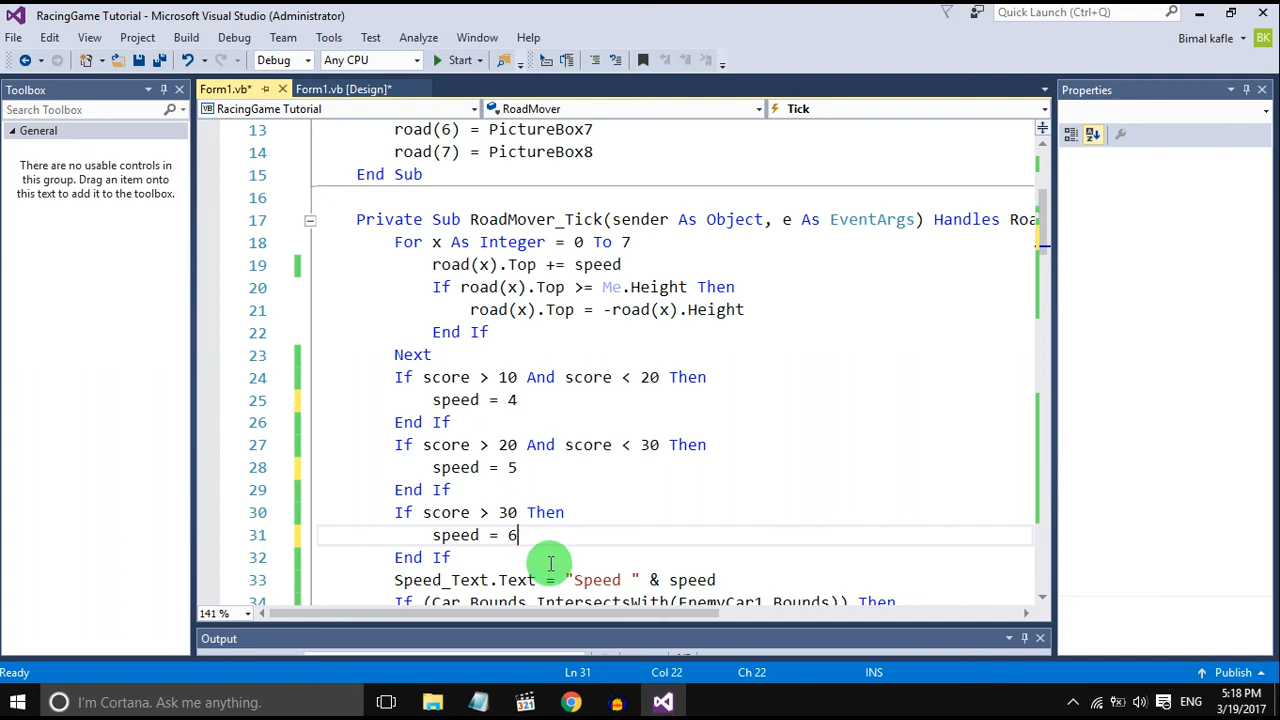 RacingGame Tutorial - Microsoft Visual Studio (Administrator)
Quick Launch (Ctrl+Q)
File Edit View Project Build Debug Team Tools Test Analyze Window Help
Bimal kafle BK
Debug Any CPU Start
Toolbox
Form1.vb* Form1.vb [Design]*
Properties
Search Toolbox
RacingGame Tutorial RoadMover Tick
General
There are no usable controls in
this group. Drag an item onto
this text to add it to the toolbox.
13 road(6) = PictureBox7
14 road(7) = PictureBox8
15 End Sub
16
17 Private Sub RoadMover_Tick(sender As Object, e As EventArgs) Handles Roa
18 For x As Integer = 0 To 7
19 road(x).Top += speed
20 If road(x).Top >= Me.Height Then
21 road(x).Top = -road(x).Height
22 End If
23 Next
24 If score > 10 And score < 20 Then
25 speed = 4
26 End If
27 If score > 20 And score < 30 Then
28 speed = 5
29 End If
30 If score > 30 Then
31 speed = 6
32 End If
33 Speed_Text.Text = "Speed " & speed
34 If (Car.Bounds.IntersectsWith(EnemyCar1.Bounds)) Then
141 %
Output
Ready Ln 31 Col 22 Ch 22 INS Publish
I'm Cortana. Ask me anything.
321
ENG
5:18 PM
3/19/2017